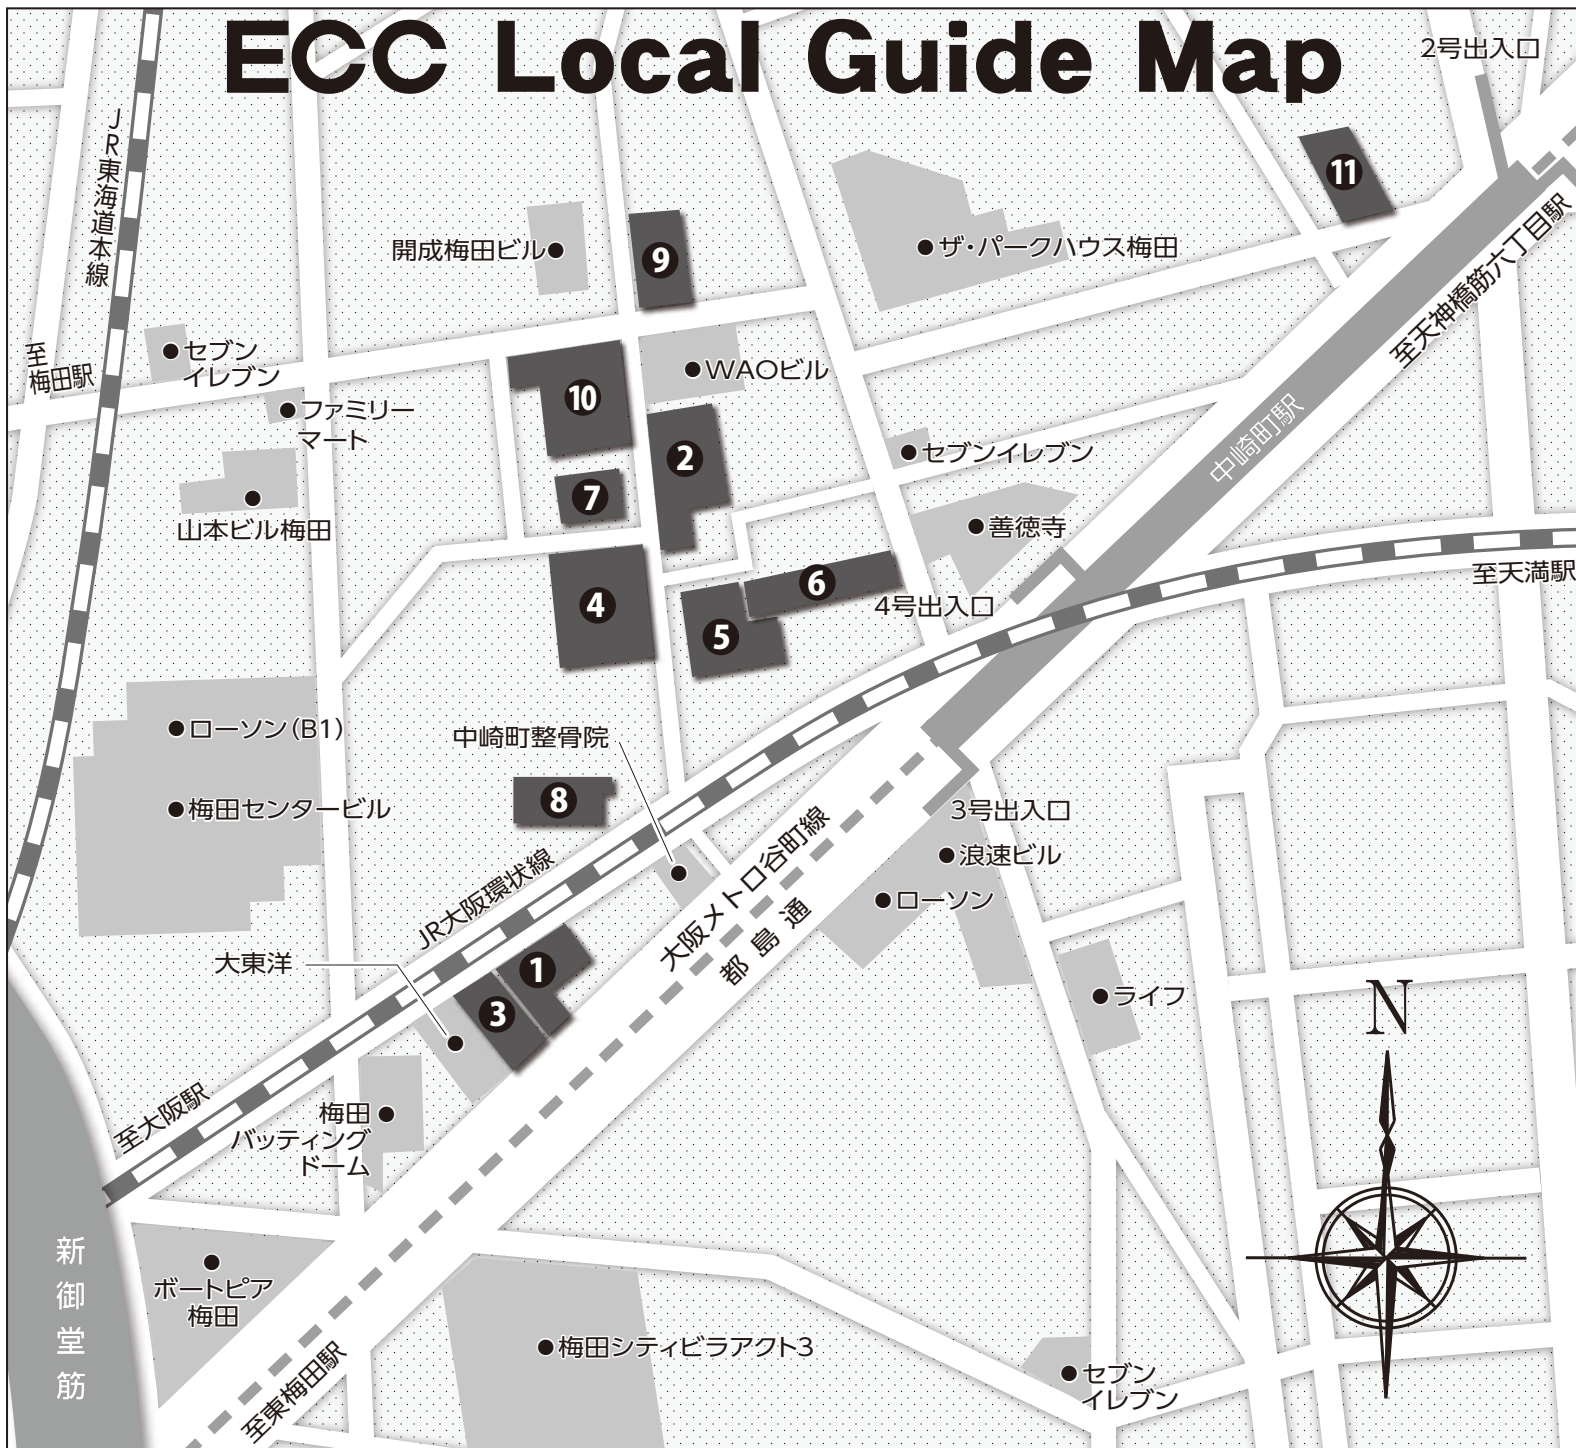 ECC Local Guide Map
2号出入口
JR東海道本線
11
開成梅田ビル
9
ザ・パークハウス梅田
至天神橋筋六丁目駅
至
梅田駅
セブン
イレブン
WAOビル
ファミリー
マート
10
2
セブンイレブン
中崎町駅
7
山本ビル梅田
善徳寺
至天満駅
4
6
4号出入口
5
ローソン(B1)
中崎町整骨院
8
梅田センタービル
3号出入口
浪速ビル
ローソン
JR大阪環状線
大阪メトロ谷町線
都島通
大東洋
1
3
ライフ
N
至大阪駅
梅田
バッティング
ドーム
新御堂筋
ボートピア
梅田
梅田シティビラアクト3
至東梅田駅
セブン
イレブン